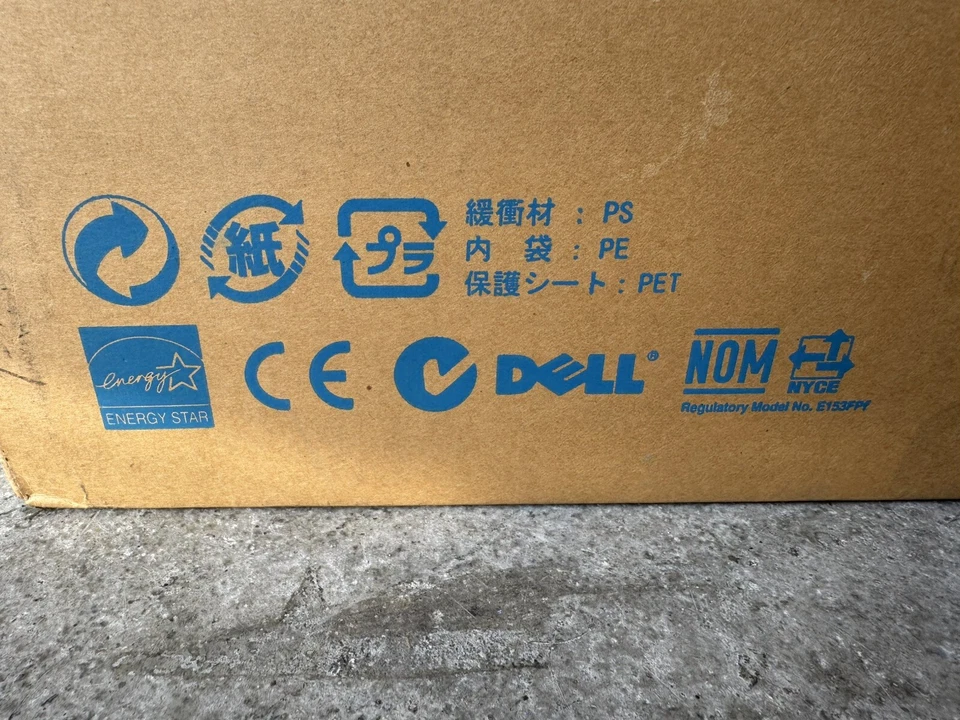 紙
プラ
緩衝材 : PS
内 袋 : PE
保護シート : PET
energy
ENERGY STAR
CE
DELL®
NOM
NYCE
Regulatory Model No. E153FPf